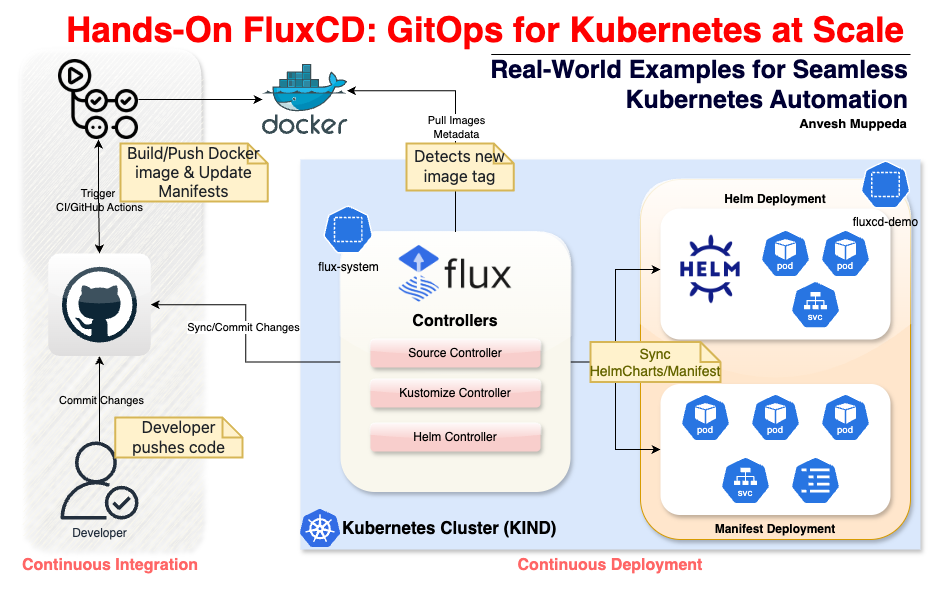 Hands-On FluxCD: GitOps for Kubernetes at Scale
Real-World Examples for Seamless
Kubernetes Automation
Anvesh Muppeda
docker
Pull Images
Metadata
Build/Push Docker
image & Update
Manifests
Detects new
image tag
Trigger
CI/GitHub Actions
Helm Deployment
fluxcd-demo
flux-system
flux
HELM
pod
pod
svc
Controllers
Sync/Commit Changes
Source Controller
Sync
HelmCharts/Manifest
Kustomize Controller
Helm Controller
Commit Changes
Developer
pushes code
pod
pod
pod
svc
Developer
Kubernetes Cluster (KIND)
Manifest Deployment
Continuous Integration
Continuous Deployment